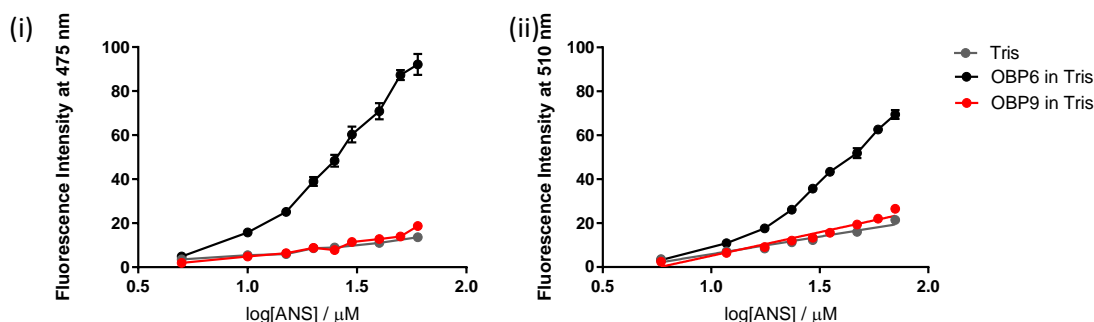 (i)
Fluorescence Intensity at 475 nm
100
80
60
40
20
0
0.5
1.0
1.5
2.0
log[ANS] / μM
(ii)
Fluorescence Intensity at 510 nm
100
80
60
40
20
0
0.5
1.0
1.5
2.0
log[ANS] / μM
Tris
OBP6 in Tris
OBP9 in Tris